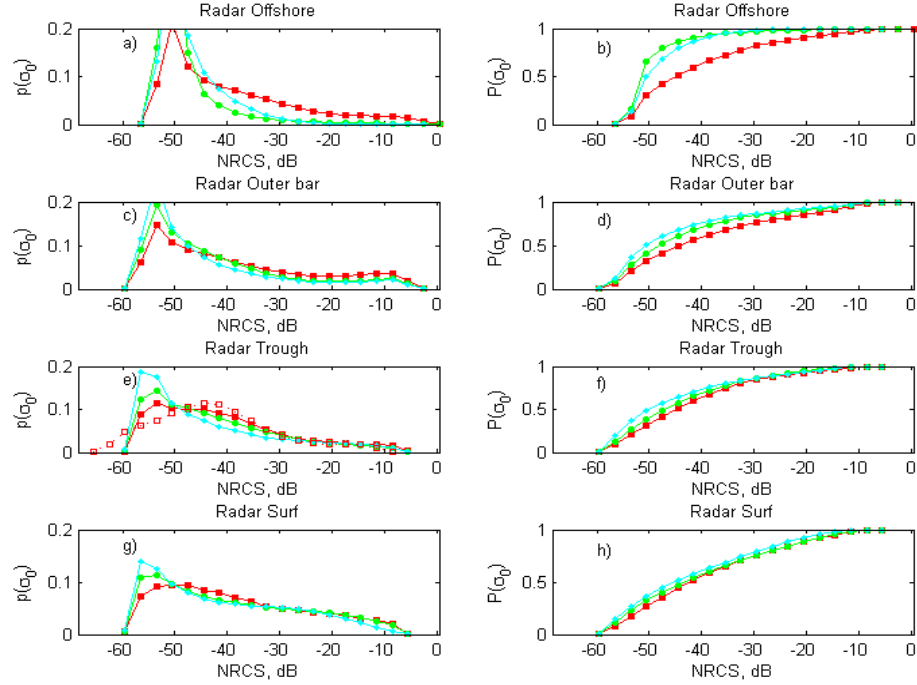 Radar Offshore
0.2
0.1
0
a)
p(σ₀)
-60 -50 -40 -30 -20 -10 0
NRCS, dB
Radar Offshore
1
0.5
0
b)
P(σ₀)
-60 -50 -40 -30 -20 -10 0
NRCS, dB
Radar Outer bar
0.2
0.1
0
c)
p(σ₀)
-60 -50 -40 -30 -20 -10 0
NRCS, dB
Radar Outer bar
1
0.5
0
d)
P(σ₀)
-60 -50 -40 -30 -20 -10 0
NRCS, dB
Radar Trough
0.2
0.1
0
e)
p(σ₀)
-60 -50 -40 -30 -20 -10 0
NRCS, dB
Radar Trough
1
0.5
0
f)
P(σ₀)
-60 -50 -40 -30 -20 -10 0
NRCS, dB
Radar Surf
0.2
0.1
0
g)
p(σ₀)
-60 -50 -40 -30 -20 -10 0
NRCS, dB
Radar Surf
1
0.5
0
h)
P(σ₀)
-60 -50 -40 -30 -20 -10 0
NRCS, dB